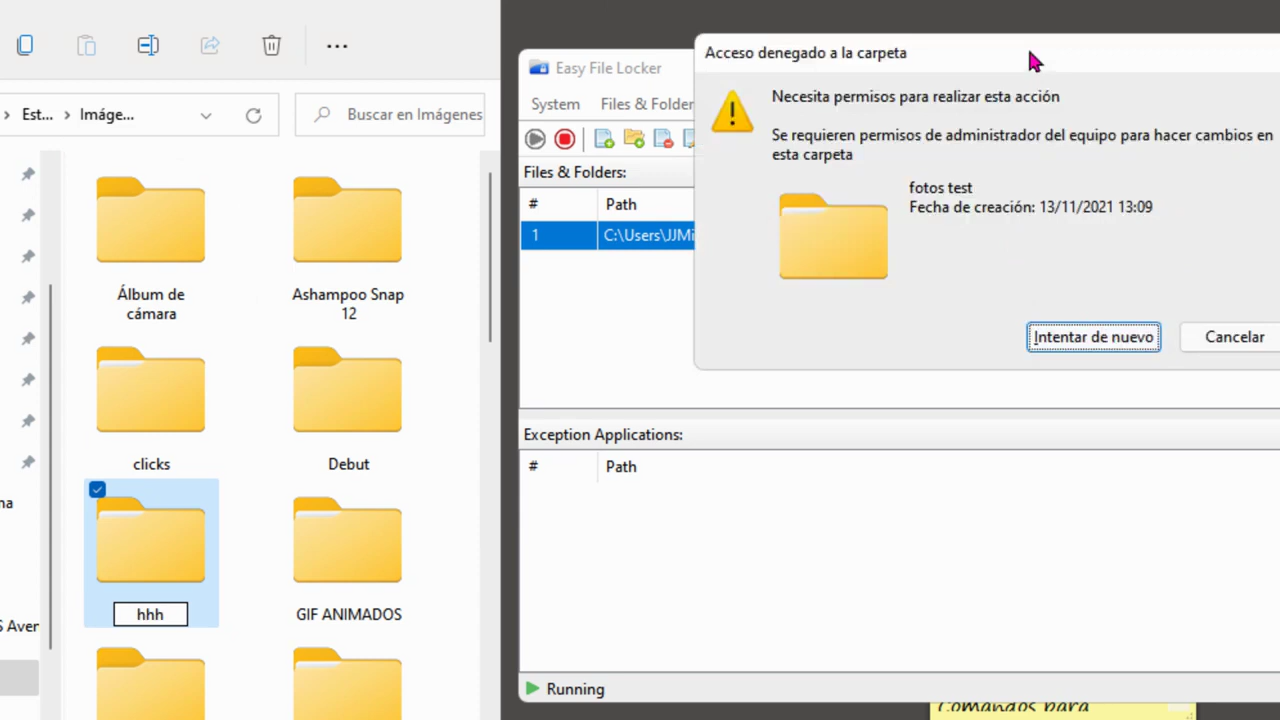 Est...
Imáge...
Buscar en Imágenes
Álbum de
cámara
Ashampoo Snap
12
clicks
Debut
hhh
GIF ANIMADOS
Easy File Locker
System
Files & Folder
Files & Folders:
#
Path
1
C:\Users\JJMi
Acceso denegado a la carpeta
Necesita permisos para realizar esta acción
Se requieren permisos de administrador del equipo para hacer cambios en
esta carpeta
fotos test
Fecha de creación: 13/11/2021 13:09
Intentar de nuevo
Cancelar
Exception Applications:
#
Path
Running
Comandos para